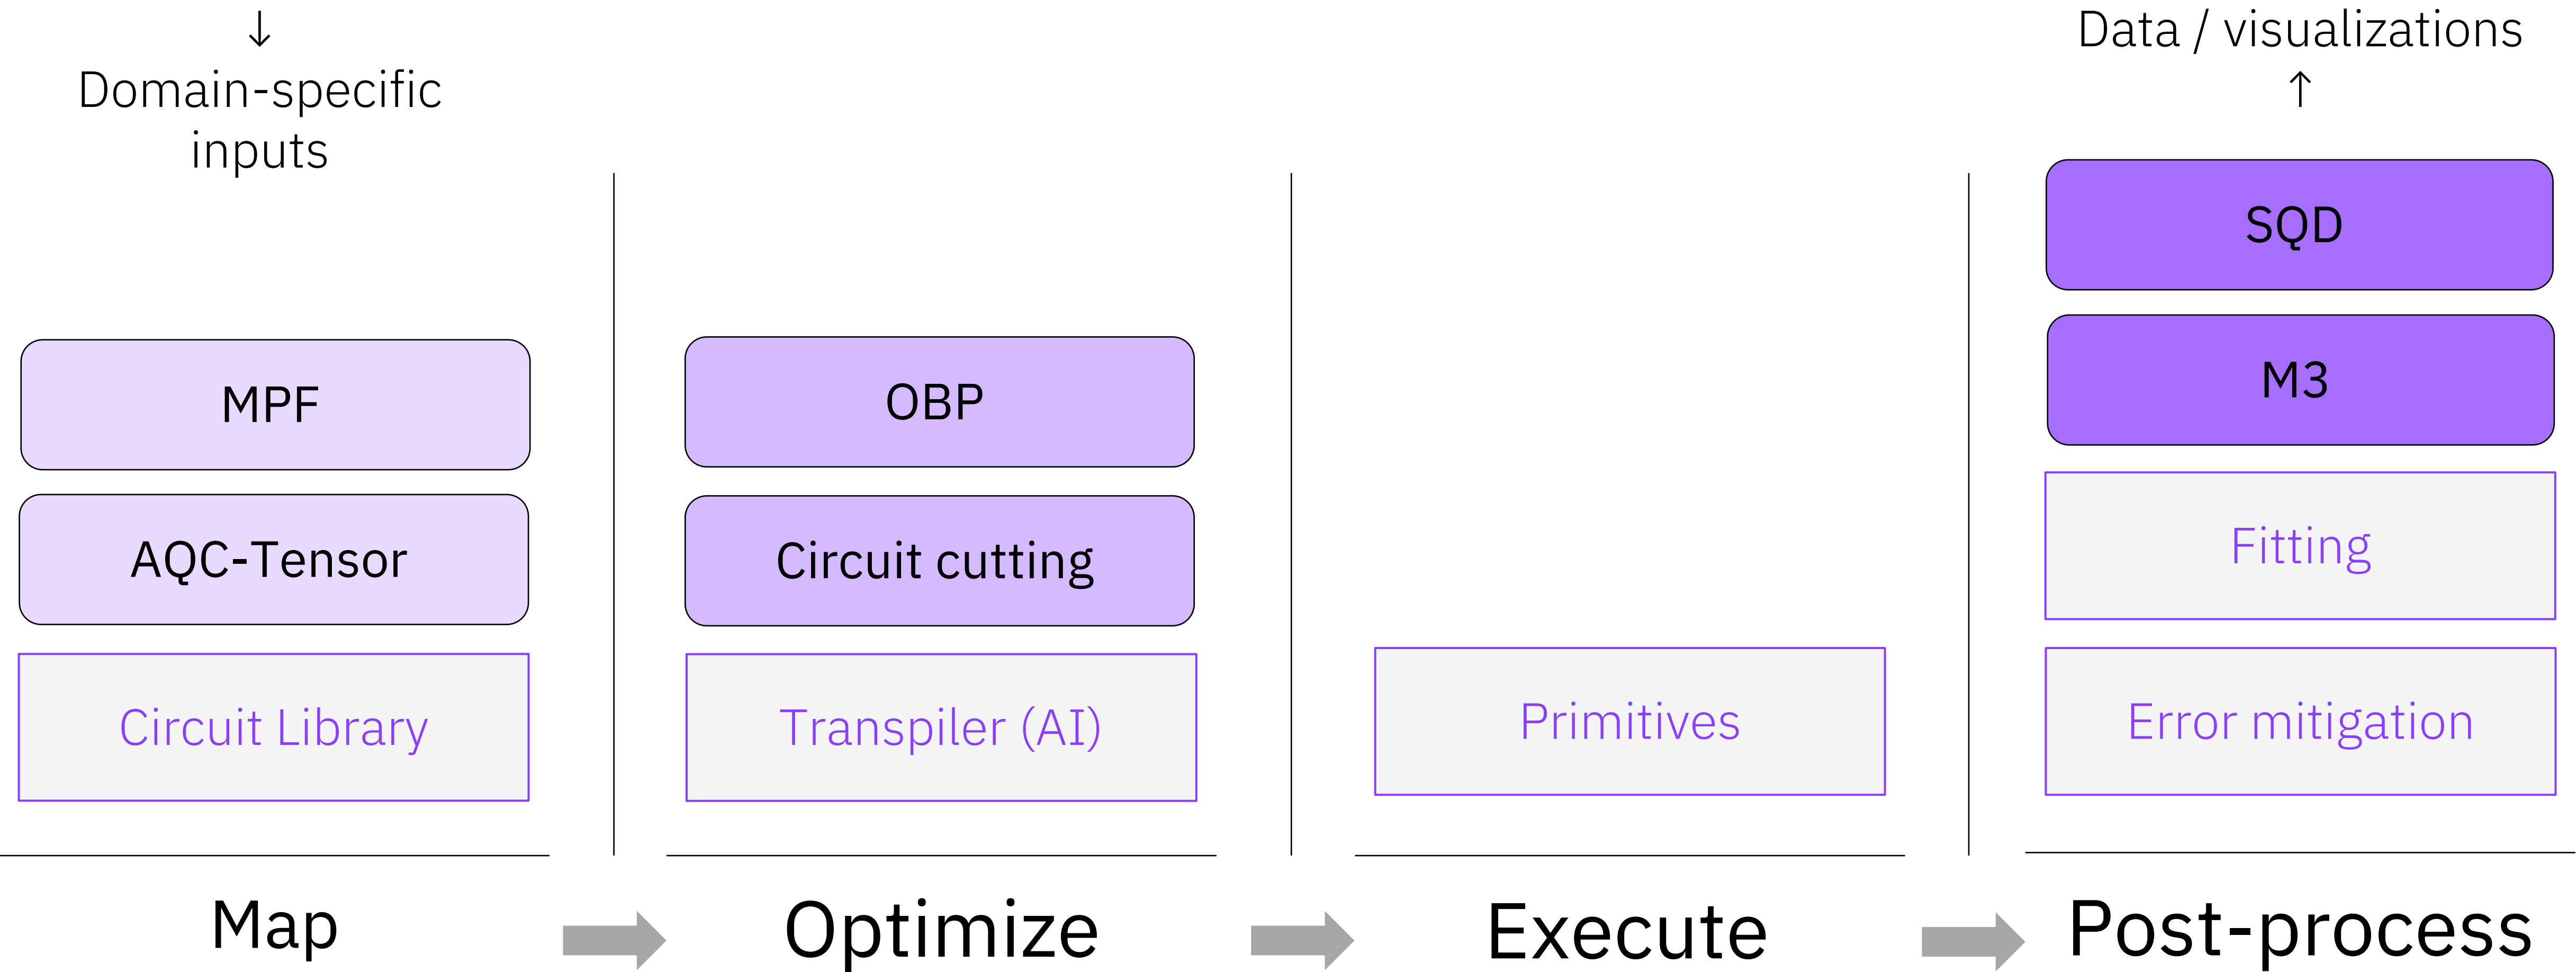 Domain-specific
inputs
MPF
AQC-Tensor
Circuit Library
Map
OBP
Circuit cutting
Transpiler (AI)
Optimize
Primitives
Execute
Data / visualizations
SQD
M3
Fitting
Error mitigation
Post-process